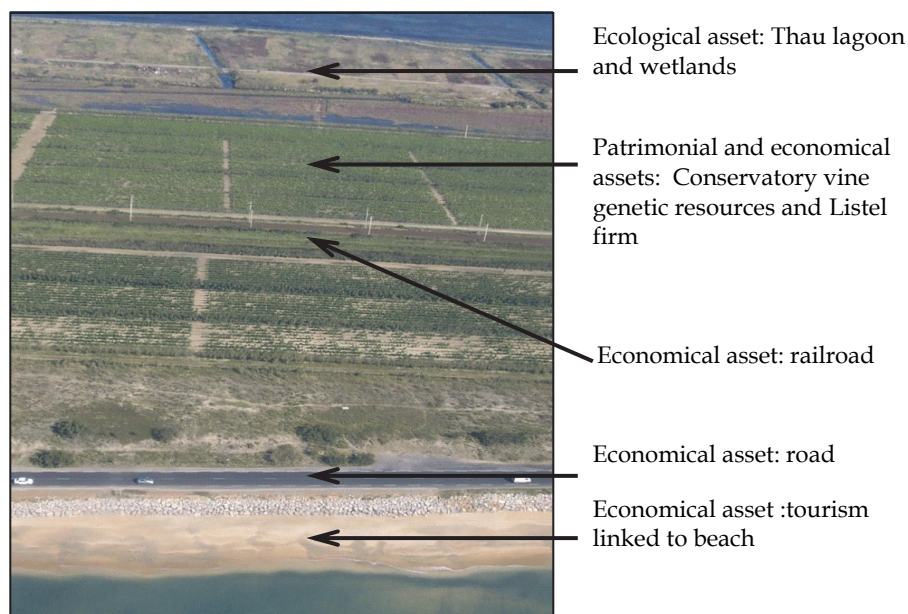 Ecological asset: Thau lagoon
and wetlands
Patrimonial and economical
assets:  Conservatory vine
genetic resources and Listel
firm
Economical asset: railroad
Economical asset: road
Economical asset :tourism
linked to beach